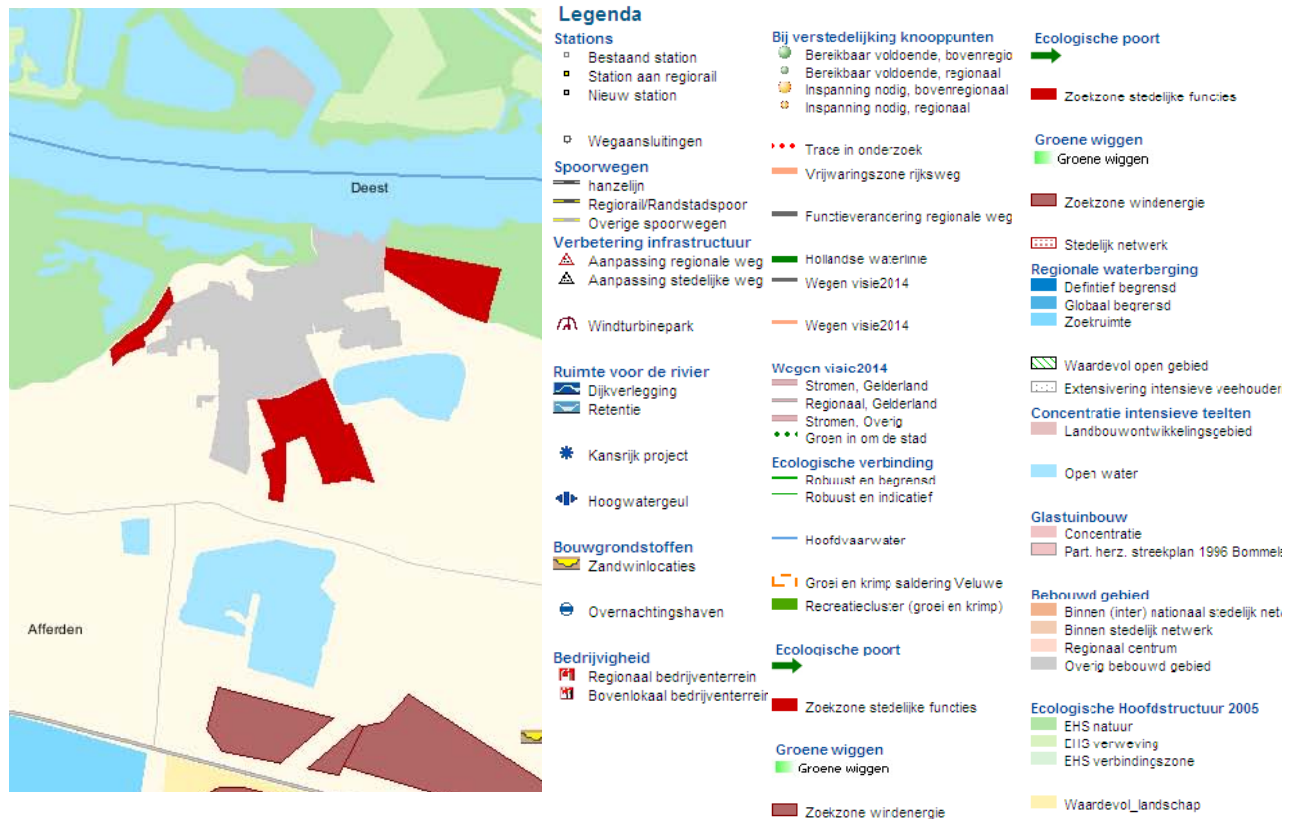 Deest
Afferden
Legenda
Stations
Bestaand station
Station aan regiorail
Nieuw station
Wegaansluitingen
Spoorwegen
hanzelijn
Regiorail/Randstadspoor
Overige spoorwegen
Verbetering infrastructuur
Aanpassing regionale weg
Aanpassing stedelijke weg
Windturbinepark
Ruimte voor de rivier
Dijkverlegging
Retentie
Kansrijk project
Hoogwatergeul
Bouwgrondstoffen
Zandwinlocaties
Overnachtingshaven
Bedrijvigheid
Regionaal bedrijventerrein
Bovenlokaal bedrijventerrein
Bij verstedelijking knooppunten
Bereikbaar voldoende, bovenregio
Bereikbaar voldoende, regionaal
Inspanning nodig, bovenregionaal
Inspanning nodig, regionaal
Trace in onderzoek
Vrijwaringszone rijksweg
Functieverancering regionale weg
Hollandse waterlinie
Wegen visie2014
Wegen visie2014
Wegen visie2014
Stromen, Gelderland
Regionaal, Gelderland
Stromen, Overig
Groen in om de stad
Ecologische verbinding
Robuust en begrensd
Robuust en indicatief
Hoofdvaarwater
Groei en krimp saldering Veluwe
Recreatiecluster (groei en krimp)
Ecologische poort
Zoekzone stedelijke functies
Groene wiggen
Groene wiggen
Zoekzone windenergie
Ecologische poort
Zoekzone stedelijke functies
Groene wiggen
Groene wiggen
Zoekzone windenergie
Stedelijk netwerk
Regionale waterberging
Defintief begrensd
Globaal begrensd
Zoekruimte
Waardevol open gebied
Extensivering intensieve veehouder
Concentratie intensieve teelten
Landbouwontwikkelingsgebied
Open water
Glastuinbouw
Concentratie
Part. herz. streekplan 1996 Bommel
Bebouwd gebied
Binnen (inter) nationaal stedelijk net
Binnen stedelijk netwerk
Regionaal centrum
Overig bebouwd gebied
Ecologische Hoofdstructuur 2005
EHS natuur
EHS verweving
EHS verbindingszone
Waardevol_landschap